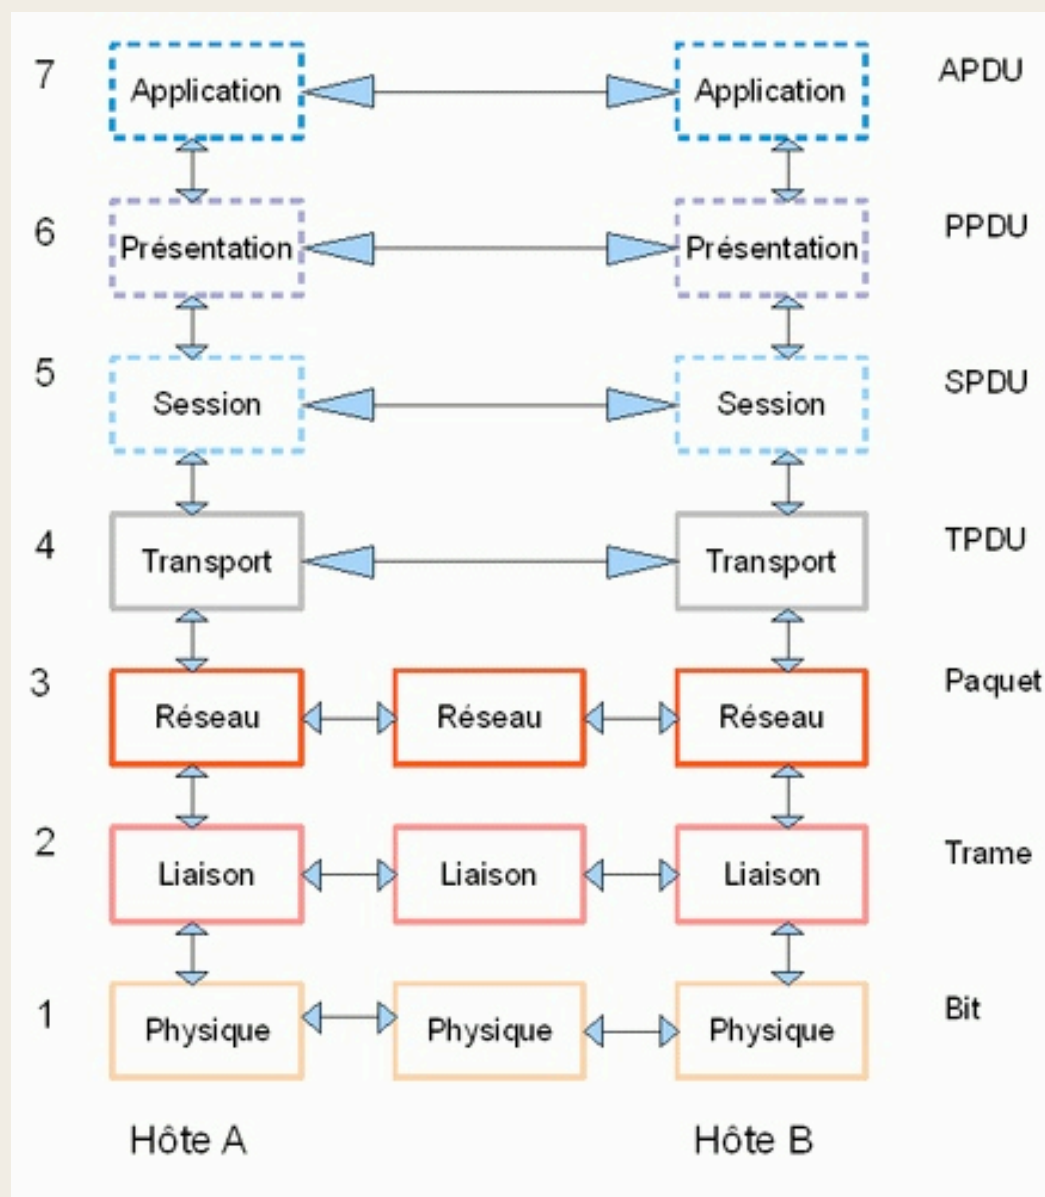 7 Application Application APDU
6 Présentation Présentation PPDU
5 Session Session SPDU
4 Transport Transport TPDU
3 Réseau Réseau Réseau Paquet
2 Liaison Liaison Liaison Trame
1 Physique Physique Physique Bit
Hôte A Hôte B